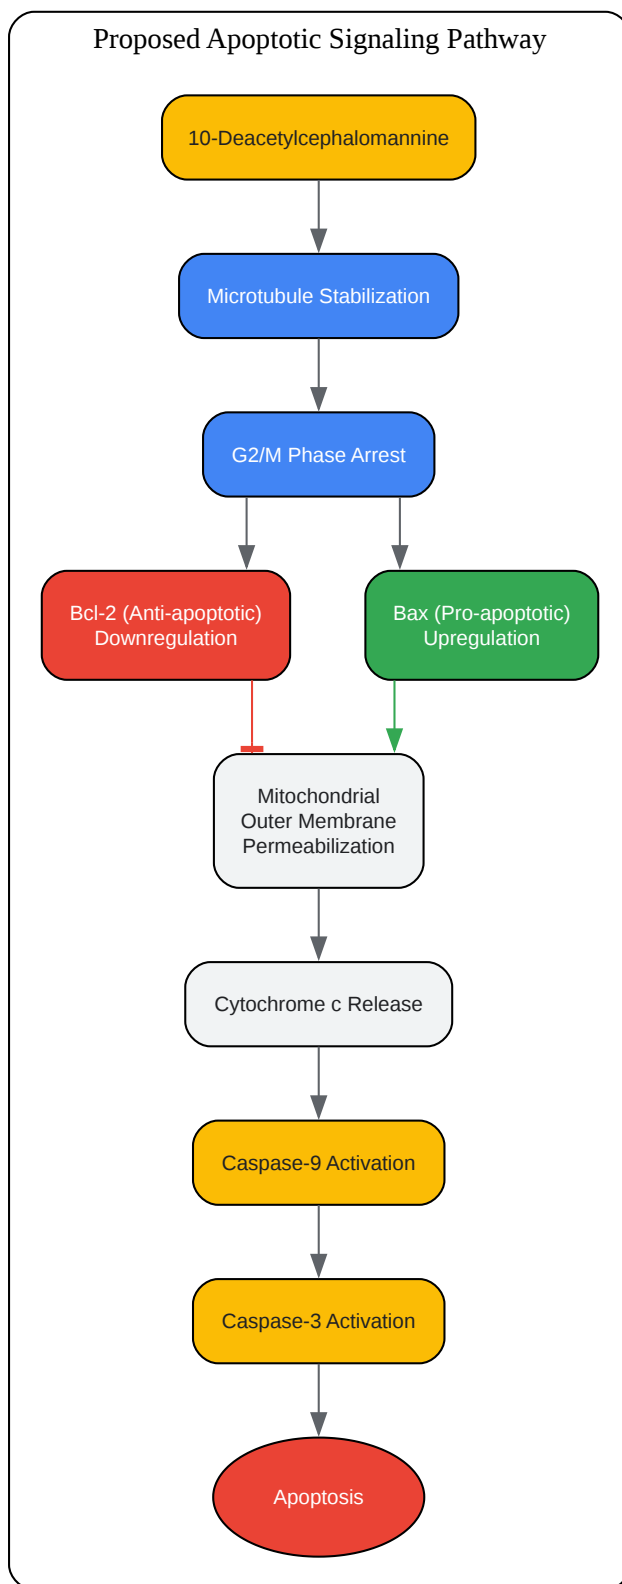 Proposed Apoptotic Signaling Pathway
10-Deacetylcephalomannine
Microtubule Stabilization
G2/M Phase Arrest
Bcl-2 (Anti-apoptotic)
Downregulation
Bax (Pro-apoptotic)
Upregulation
Mitochondrial
Outer Membrane
Permeabilization
Cytochrome c Release
Caspase-9 Activation
Caspase-3 Activation
Apoptosis